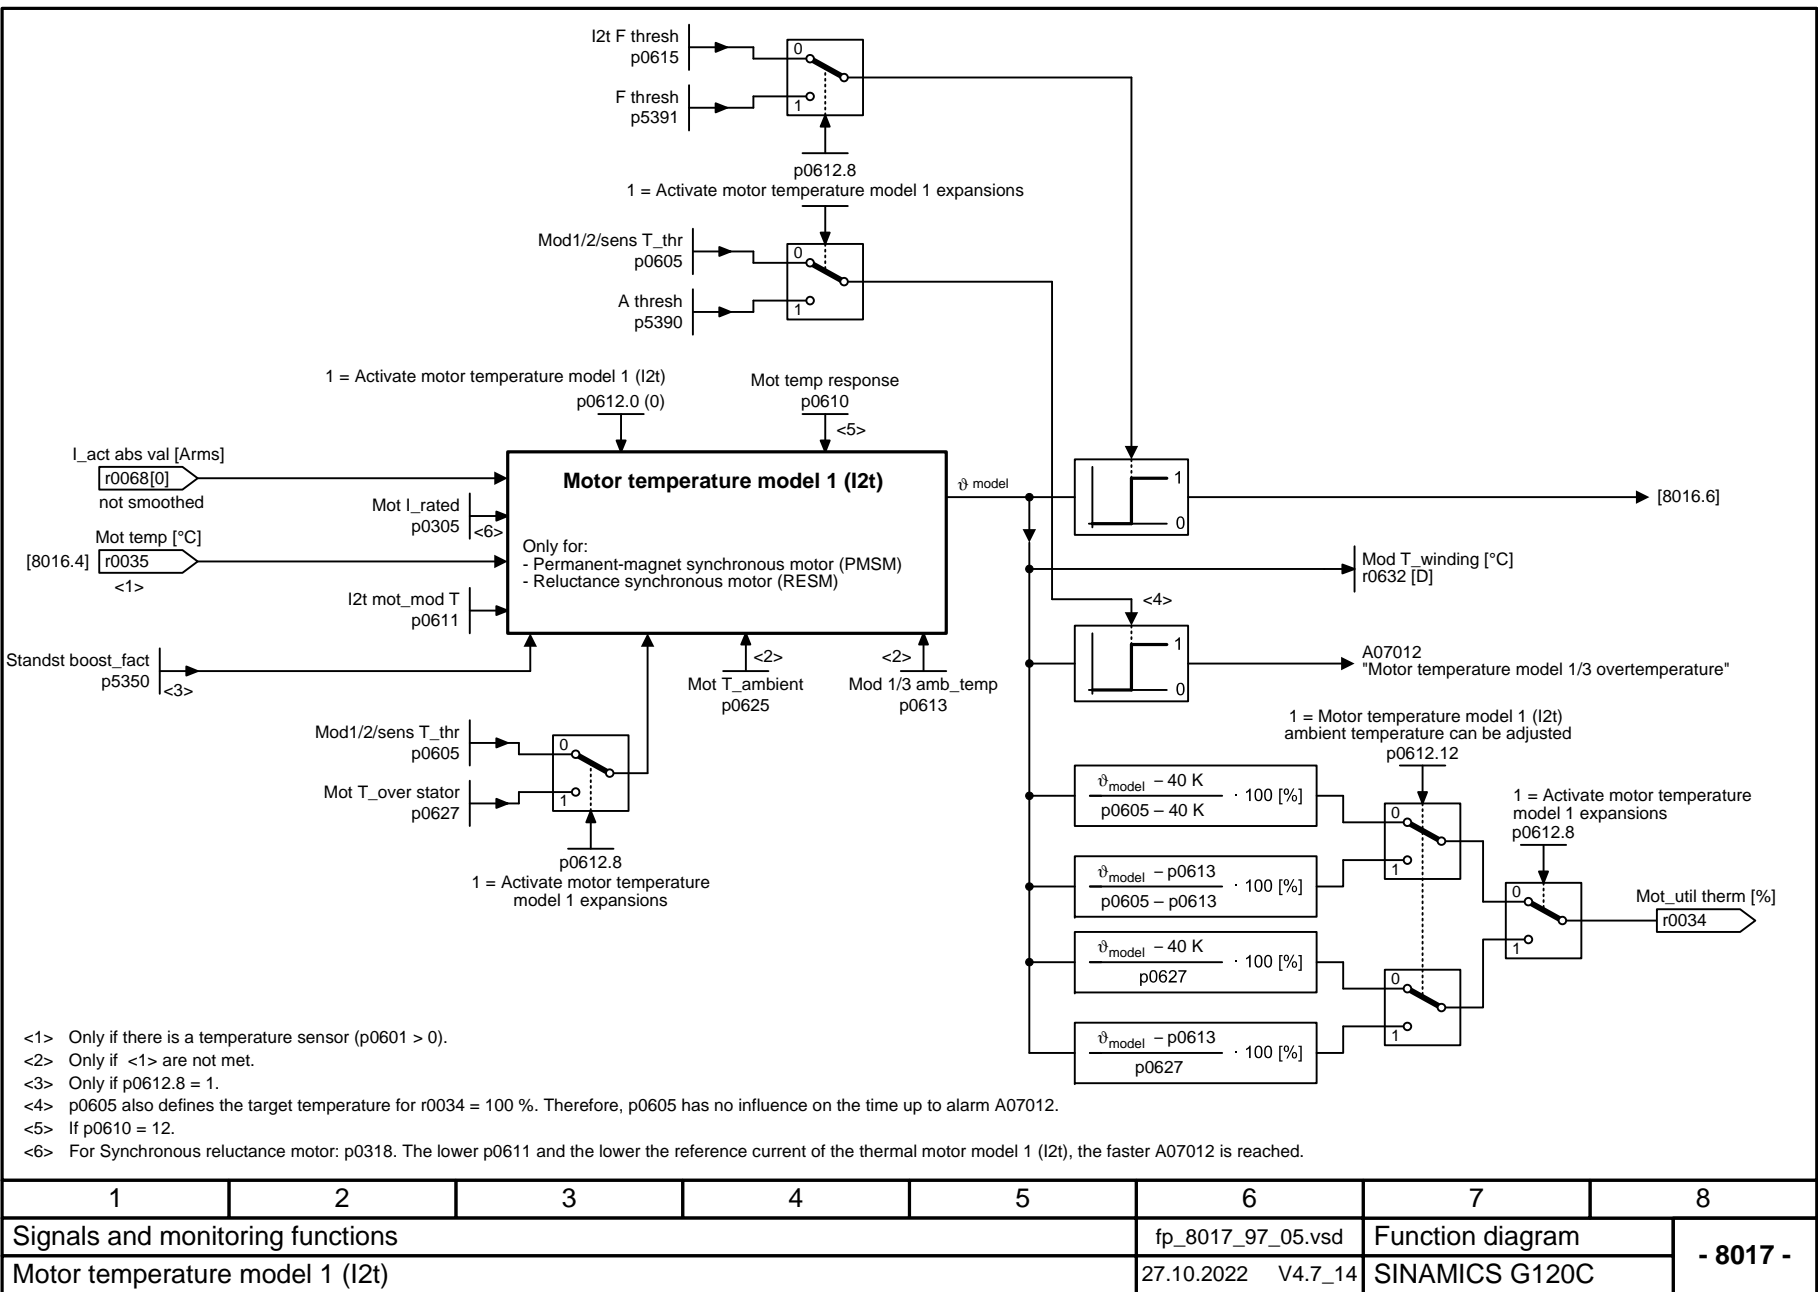 I2t F thresh
p0615
0
F thresh
p5391
1
p0612.8
1 = Activate motor temperature model 1 expansions
Mod1/2/sens T_thr
p0605
0
A thresh
p5390
1
1 = Activate motor temperature model 1 (I2t)
p0612.0 (0)
Mot temp response
p0610
<5>
I_act abs val [Arms]
r0068[0]
not smoothed
Mot I_rated
p0305
<6>
Mot temp [°C]
[8016.4] r0035
<1>
I2t mot_mod T
p0611
Standst boost_fact
p5350
<3>
Motor temperature model 1 (I2t)
Only for:
- Permanent-magnet synchronous motor (PMSM)
- Reluctance synchronous motor (RESM)
ϑ model
1
0
[8016.6]
Mod T_winding [°C]
r0632 [D]
<4>
1
0
A07012
"Motor temperature model 1/3 overtemperature"
<2>
Mot T_ambient
p0625
<2>
Mod 1/3 amb_temp
p0613
Mod1/2/sens T_thr
p0605
0
Mot T_over stator
p0627
1
p0612.8
1 = Activate motor temperature
model 1 expansions
1 = Motor temperature model 1 (I2t)
ambient temperature can be adjusted
p0612.12
ϑmodel – 40 K
p0605 – 40 K
· 100 [%]
0
1
ϑmodel – p0613
p0605 – p0613
· 100 [%]
1 = Activate motor temperature
model 1 expansions
p0612.8
0
1
Mot_util therm [%]
r0034
ϑmodel – 40 K
p0627
· 100 [%]
0
1
ϑmodel – p0613
p0627
· 100 [%]
<1> Only if there is a temperature sensor (p0601 > 0).
<2> Only if <1> are not met.
<3> Only if p0612.8 = 1.
<4> p0605 also defines the target temperature for r0034 = 100 %. Therefore, p0605 has no influence on the time up to alarm A07012.
<5> If p0610 = 12.
<6> For Synchronous reluctance motor: p0318. The lower p0611 and the lower the reference current of the thermal motor model 1 (I2t), the faster A07012 is reached.
1 2 3 4 5 6 7 8
Signals and monitoring functions
fp_8017_97_05.vsd
Function diagram
- 8017 -
Motor temperature model 1 (I2t)
27.10.2022 V4.7_14
SINAMICS G120C